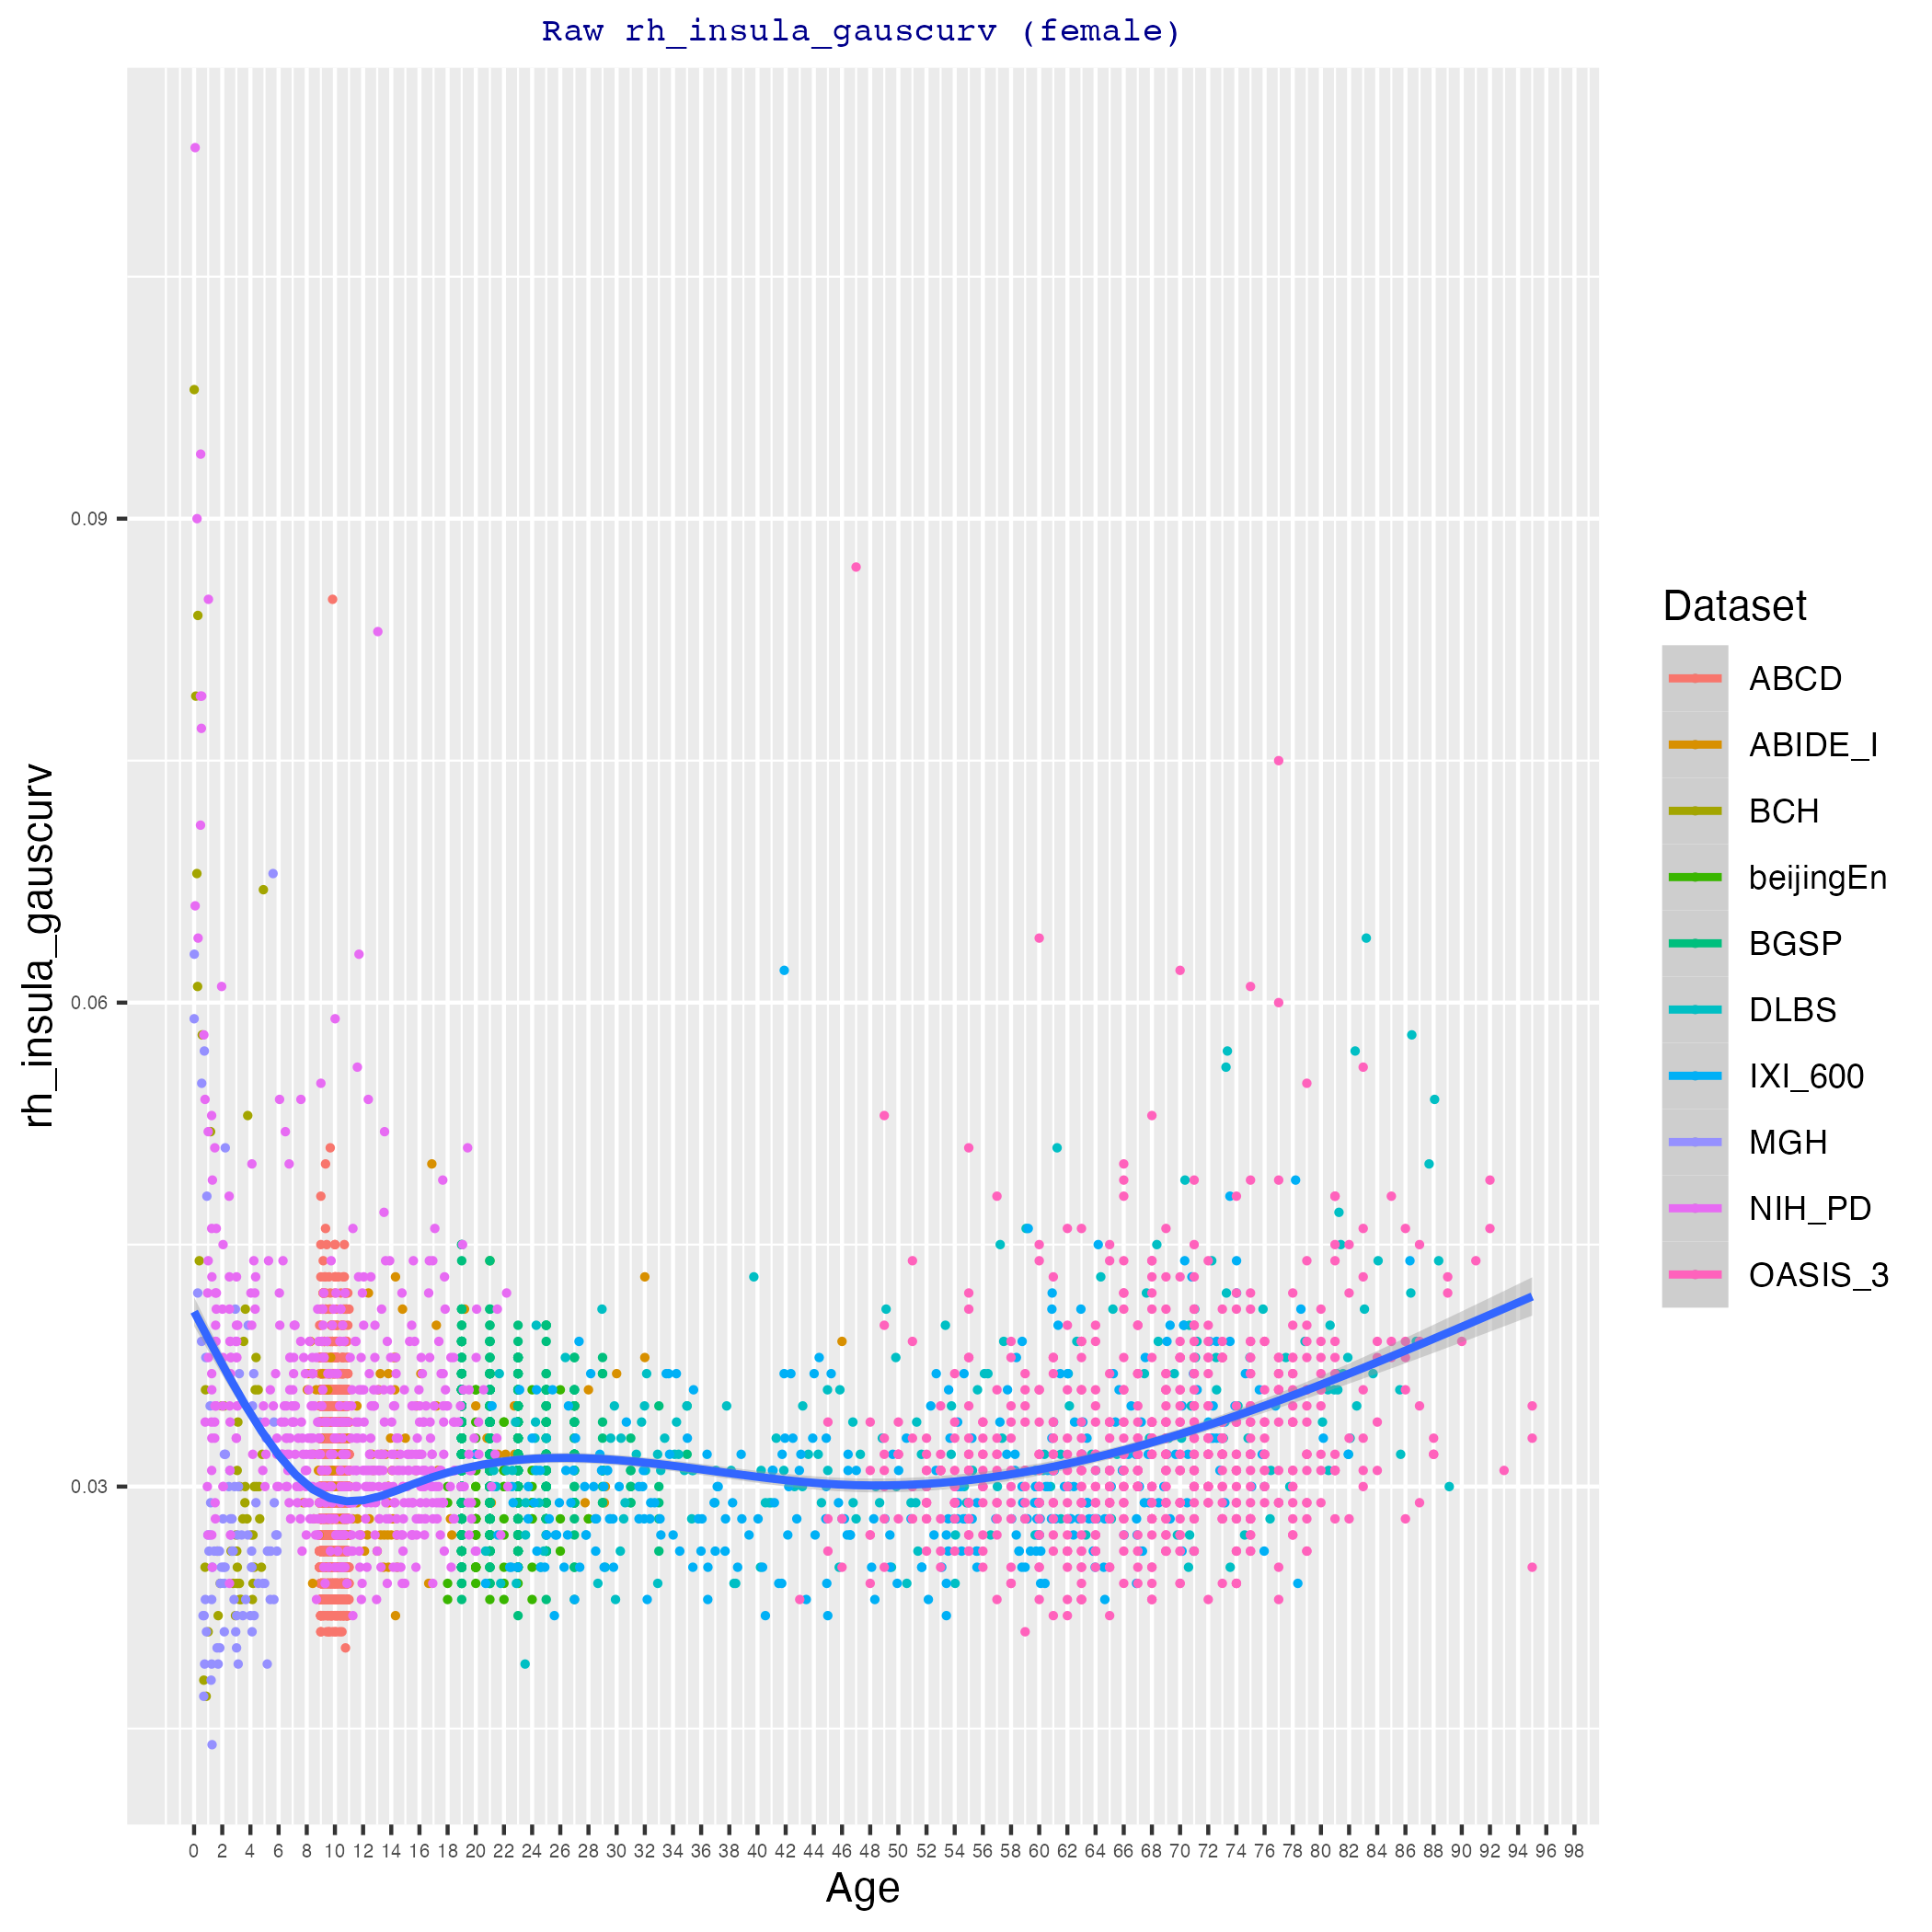 Raw rh_insula_gauscurv (female)
rh_insula_gauscurv
0.09
0.06
0.03
0 2 4 6 8 10 12 14 16 18 20 22 24 26 28 30 32 34 36 38 40 42 44 46 48 50 52 54 56 58 60 62 64 66 68 70 72 74 76 78 80 82 84 86 88 90 92 94 96 98
Age
Dataset
ABCD
ABIDE_I
BCH
beijingEn
BGSP
DLBS
IXI_600
MGH
NIH_PD
OASIS_3